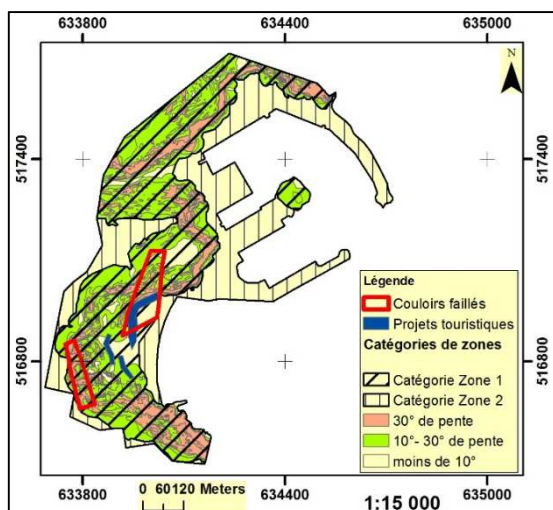 633800 634400 635000
N
517400 517400
516800 516800
Légende
Couloirs faillés
Projets touristiques
Catégories de zones
Catégorie Zone 1
Catégorie Zone 2
30° de pente
10°- 30° de pente
moins de 10°
633800 634400 635000
0 60 120 Meters
1:15 000